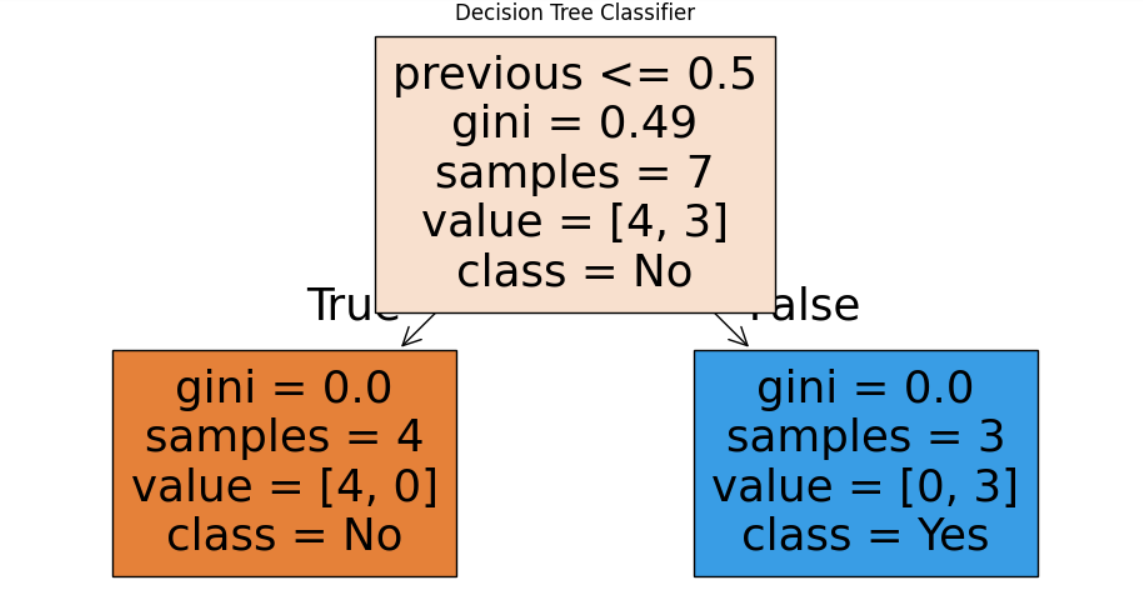 Decision Tree Classifier
previous <= 0.5
gini = 0.49
samples = 7
value = [4, 3]
class = No
True
False
gini = 0.0
samples = 4
value = [4, 0]
class = No
gini = 0.0
samples = 3
value = [0, 3]
class = Yes